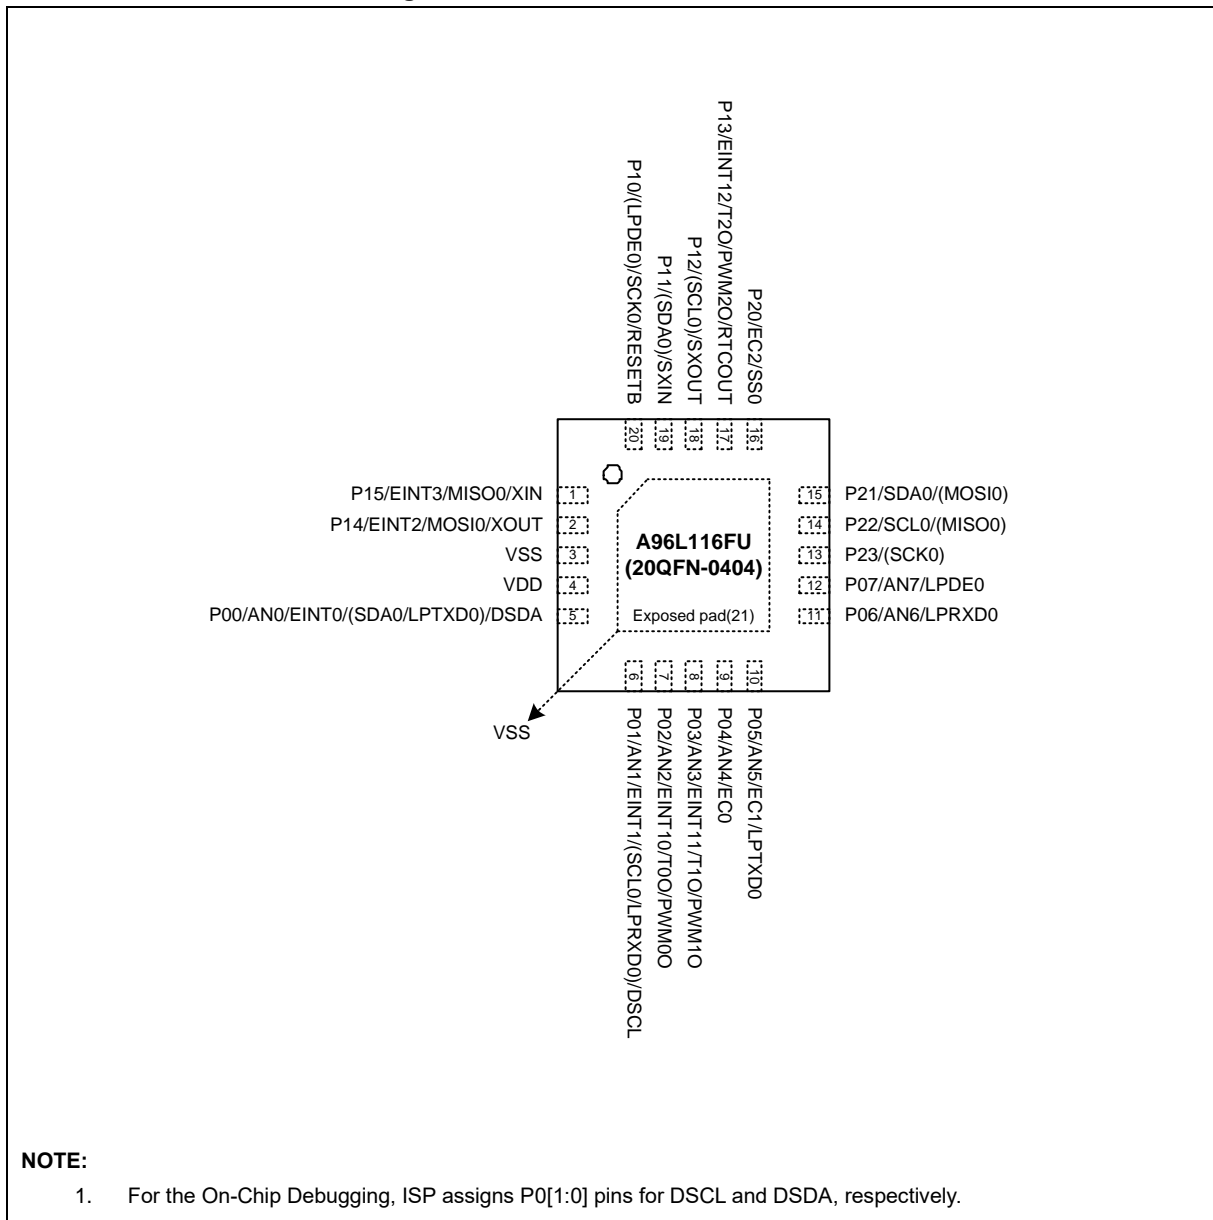 P13/EINT12/T2O/PWM2O/RTCOUT
P10/(LPDE0)/SCK0/RESETB
P11/(SDA0)/SXIN
P12/(SCL0)/SXOUT
P20/EC2/SS0
20
19
18
17
16
P15/EINT3/MISO0/XIN
1
P14/EINT2/MOSI0/XOUT
2
VSS
3
VDD
4
P00/AN0/EINT0/(SDA0/LPTXD0)/DSDA
5
A96L116FU
(20QFN-0404)
Exposed pad(21)
15
P21/SDA0/(MOSI0)
14
P22/SCL0/(MISO0)
13
P23/(SCK0)
12
P07/AN7/LPDE0
11
P06/AN6/LPRXD0
6
7
8
9
10
VSS
P01/AN1/EINT1/(SCL0/LPRXD0)/DSCL
P02/AN2/EINT10/T0O/PWM0O
P03/AN3/EINT11/T1O/PWM1O
P04/AN4/EC0
P05/AN5/EC1/LPTXD0
NOTE:
1. For the On-Chip Debugging, ISP assigns P0[1:0] pins for DSCL and DSDA, respectively.